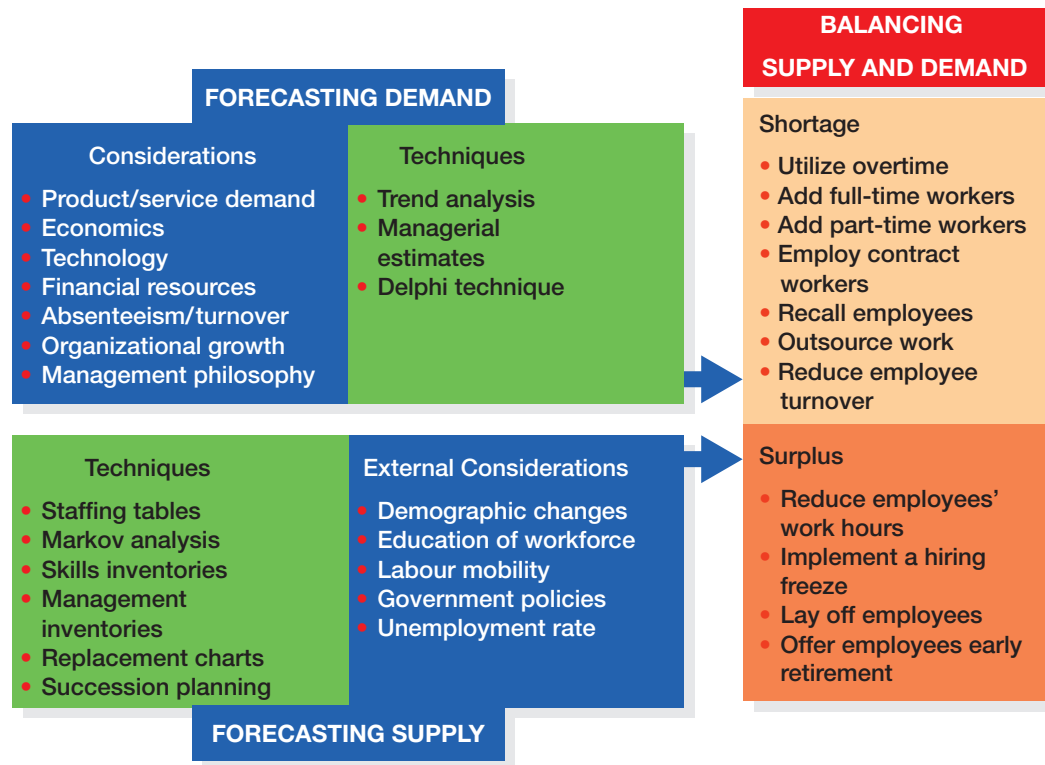 FORECASTING DEMAND
Considerations
• Product/service demand
• Economics
• Technology
• Financial resources
• Absenteeism/turnover
• Organizational growth
• Management philosophy
Techniques
• Trend analysis
• Managerial
estimates
• Delphi technique
Techniques
• Staffing tables
• Markov analysis
• Skills inventories
• Management
inventories
• Replacement charts
• Succession planning
External Considerations
• Demographic changes
• Education of workforce
• Labour mobility
• Government policies
• Unemployment rate
FORECASTING SUPPLY
BALANCING
SUPPLY AND DEMAND
Shortage
• Utilize overtime
• Add full-time workers
• Add part-time workers
• Employ contract
workers
• Recall employees
• Outsource work
• Reduce employee
turnover
Surplus
• Reduce employees’
work hours
• Implement a hiring
freeze
• Lay off employees
• Offer employees early
retirement